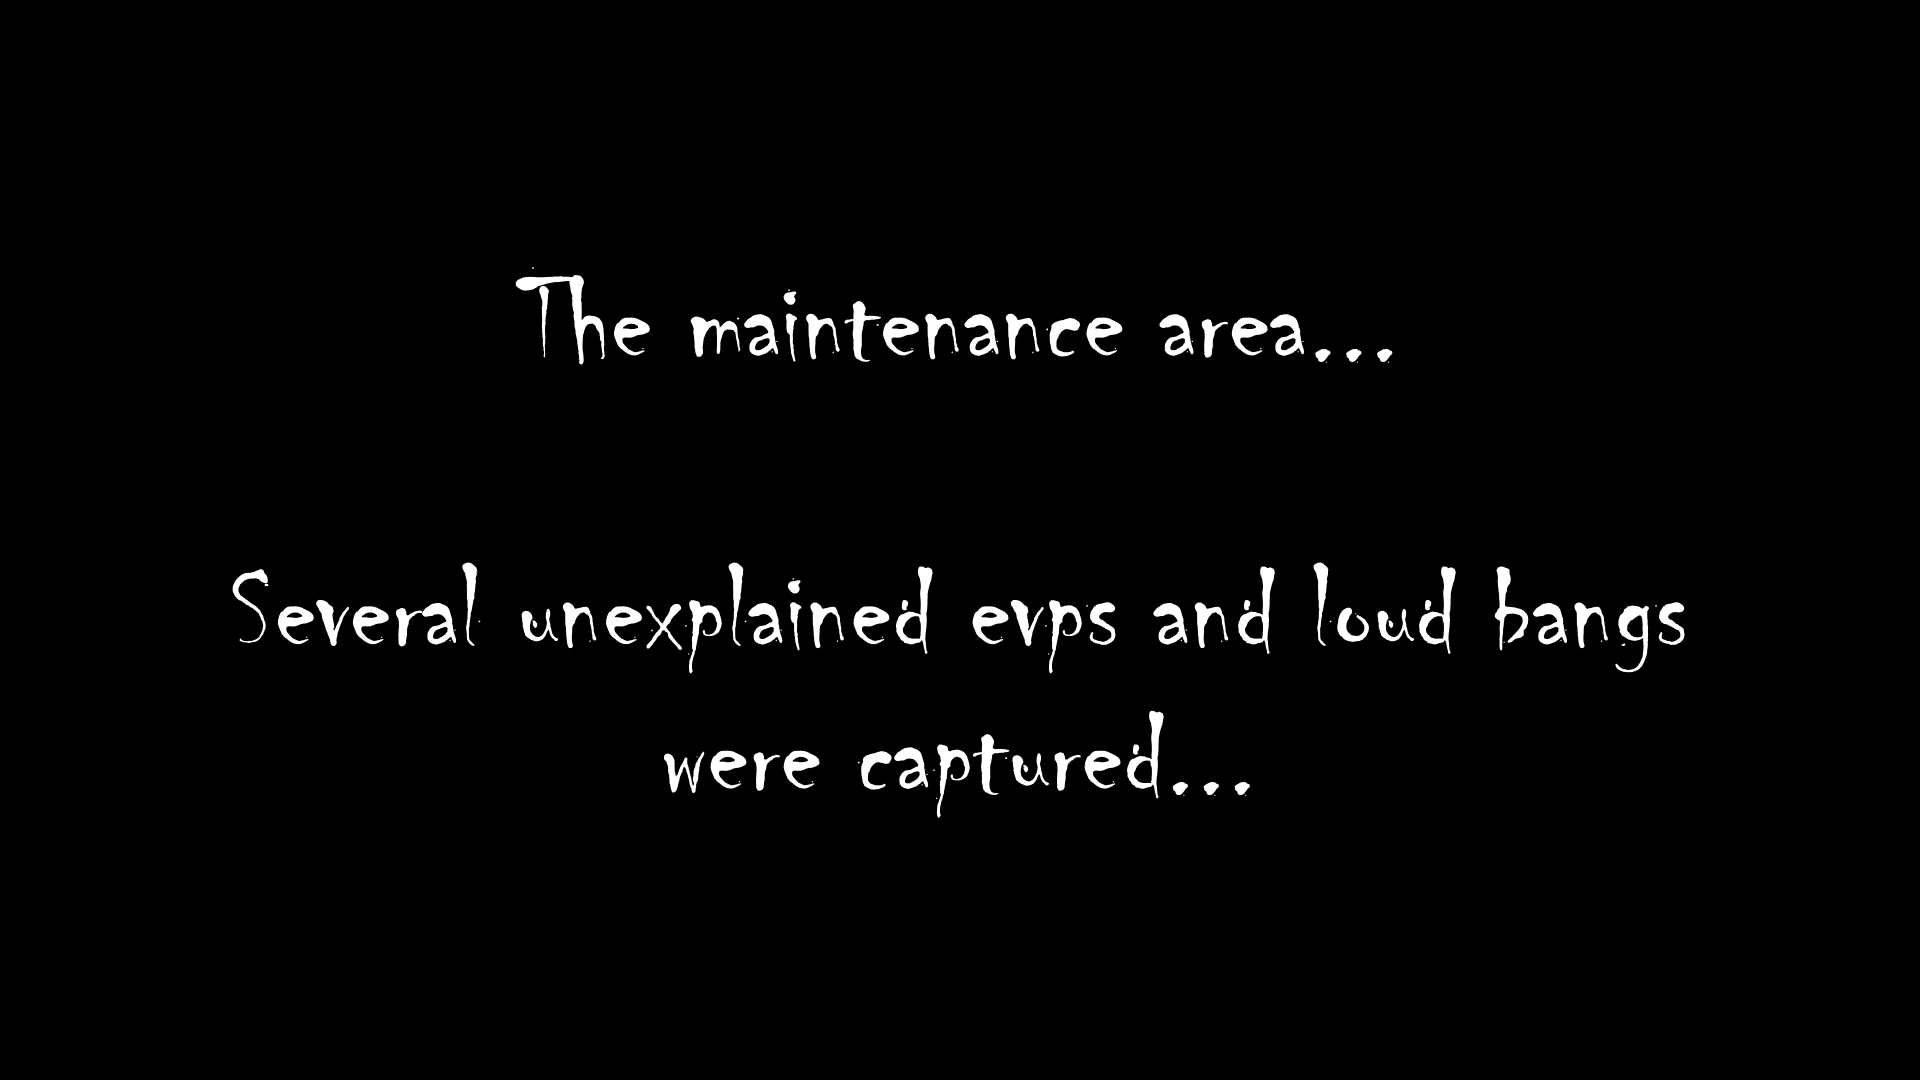 The maintenance area...
Several unexplained evps and loud bangs
were captured...